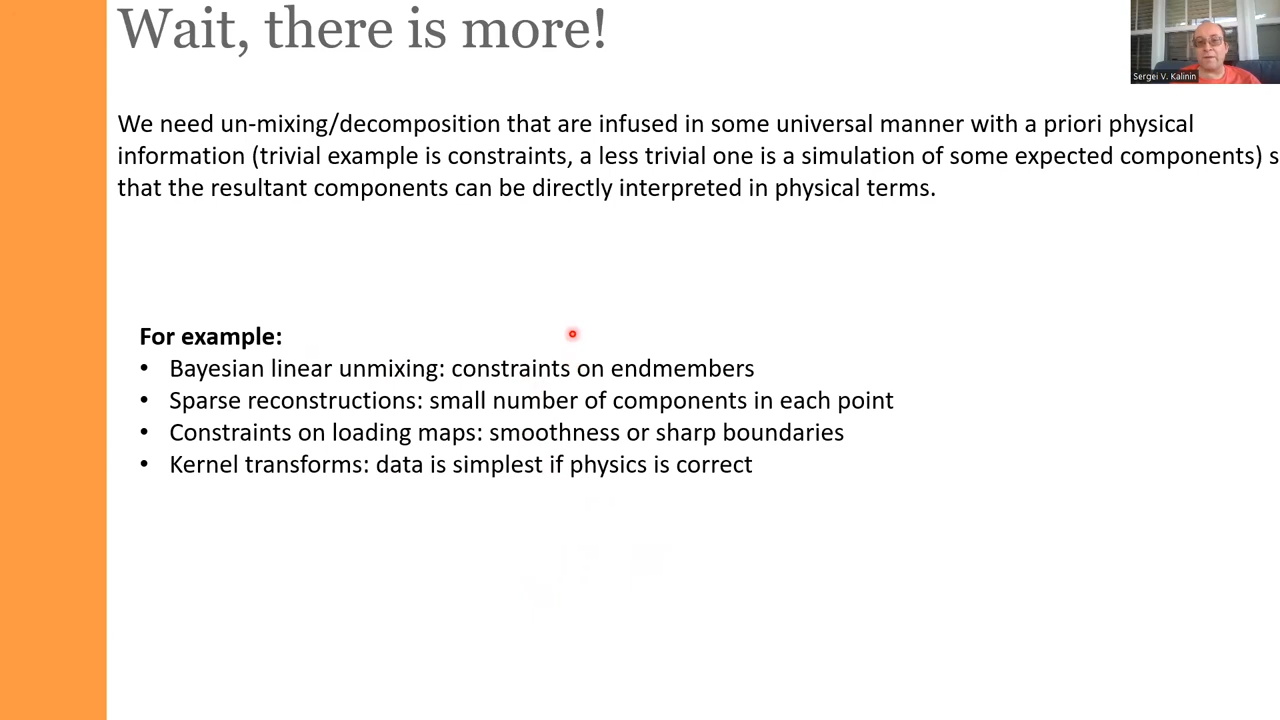 Wait, there is more!
Sergei V. Kalinin
We need un-mixing/decomposition that are infused in some universal manner with a priori physical
information (trivial example is constraints, a less trivial one is a simulation of some expected components) s
that the resultant components can be directly interpreted in physical terms.
For example:
• Bayesian linear unmixing: constraints on endmembers
• Sparse reconstructions: small number of components in each point
• Constraints on loading maps: smoothness or sharp boundaries
• Kernel transforms: data is simplest if physics is correct